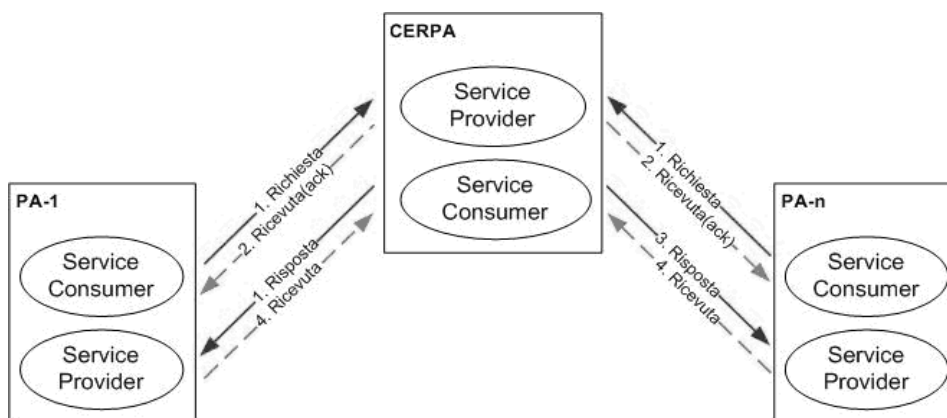 CERPA
Service
Provider
Service
Consumer
PA-1
Service
Consumer
Service
Provider
1. Richiesta
2. Ricevuta(ack)
1. Risposta
4. Ricevuta
1. Richiesta
2. Ricevuta(ack)
3. Risposta
4. Ricevuta
PA-n
Service
Consumer
Service
Provider